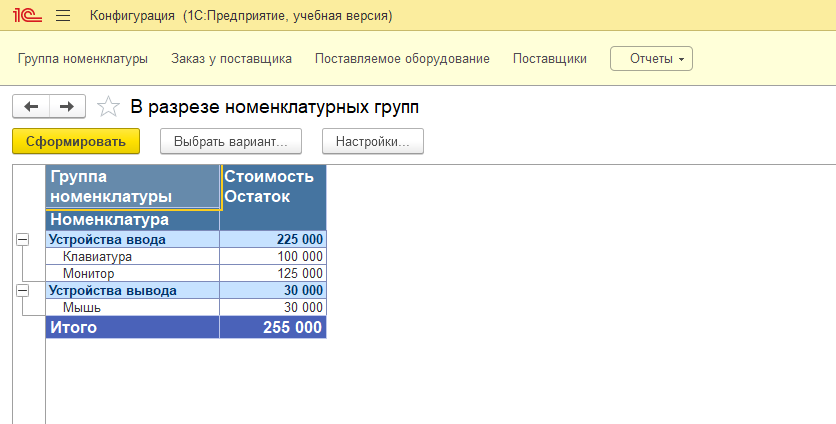 1С Конфигурация (1С:Предприятие, учебная версия)
Группа номенклатуры Заказ у поставщика Поставляемое оборудование Поставщики Отчеты
В разрезе номенклатурных групп
Сформировать Выбрать вариант... Настройки...
Группа Стоимость
номенклатуры Остаток
Номенклатура
Устройства ввода 225 000
Клавиатура 100 000
Монитор 125 000
Устройства вывода 30 000
Мышь 30 000
Итого 255 000